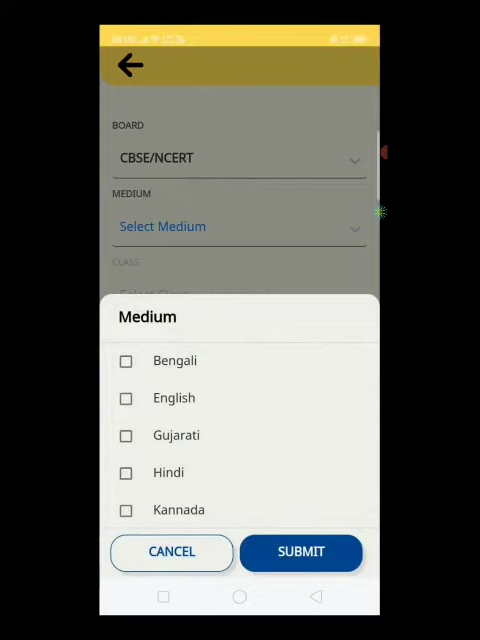 BOARD
CBSE/NCERT
MEDIUM
Select Medium
CLASS
Medium
Bengali
English
Gujarati
Hindi
Kannada
CANCEL
SUBMIT